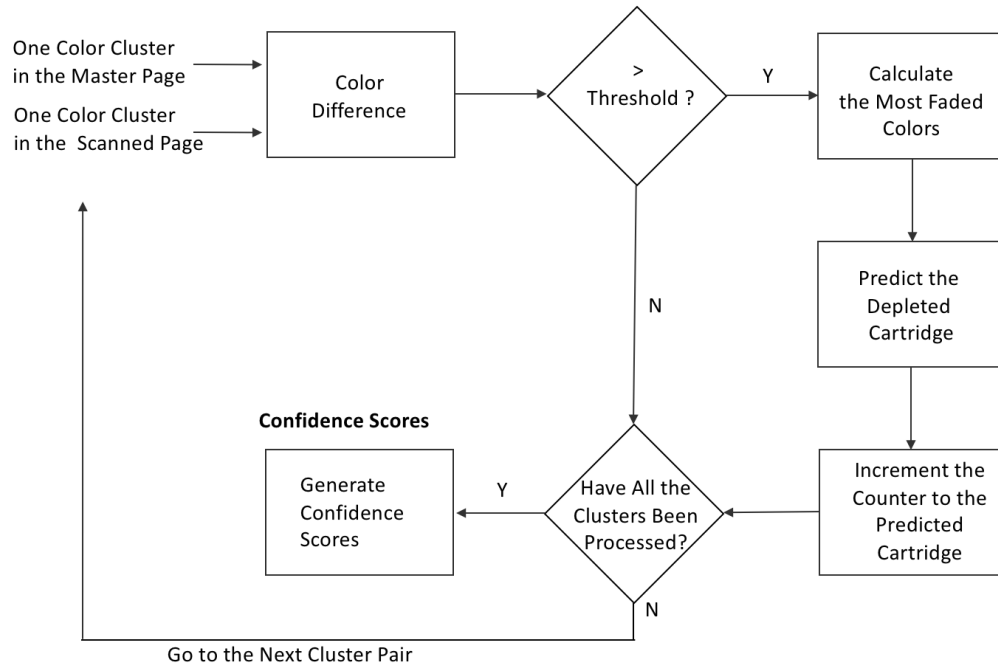 One Color Cluster
in the Master Page
One Color Cluster
in the Scanned Page
Color
Difference
>
Threshold ?
Y
Calculate
the Most Faded
Colors
Predict the
Depleted
Cartridge
N
Confidence Scores
Generate
Confidence
Scores
Y
Have All the
Clusters Been
Processed?
Increment the
Counter to the
Predicted
Cartridge
N
Go to the Next Cluster Pair